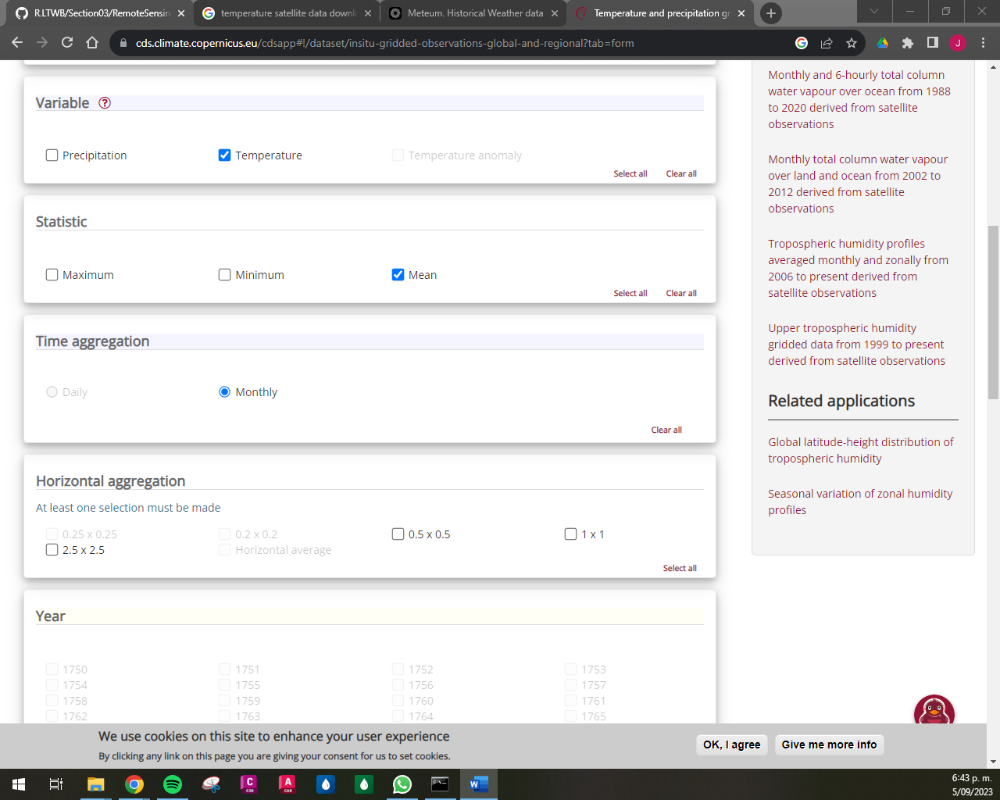 R.LTWB/Section03/RemoteSensin
temperature satellite data downl
Meteum. Historical Weather data
Temperature and precipitation gr
cds.climate.copernicus.eu/cdsapp#!/dataset/insitu-gridded-observations-global-and-regional?tab=form
J
Variable ?
Precipitation Temperature Temperature anomaly
Select all Clear all
Statistic
Maximum Minimum Mean
Select all Clear all
Time aggregation
Daily Monthly
Clear all
Horizontal aggregation
At least one selection must be made
0.25 x 0.25 0.2 x 0.2 0.5 x 0.5 1 x 1
2.5 x 2.5 Horizontal average
Select all
Year
1750 1751 1752 1753
1754 1755 1756 1757
1758 1759 1760 1761
1762 1763 1764 1765
Monthly and 6-hourly total column
water vapour over ocean from 1988
to 2020 derived from satellite
observations
Monthly total column water vapour
over land and ocean from 2002 to
2012 derived from satellite
observations
Tropospheric humidity profiles
averaged monthly and zonally from
2006 to present derived from
satellite observations
Upper tropospheric humidity
gridded data from 1999 to present
derived from satellite observations
Related applications
Global latitude-height distribution of
tropospheric humidity
Seasonal variation of zonal humidity
profiles
We use cookies on this site to enhance your user experience
By clicking any link on this page you are giving your consent for us to set cookies.
OK, I agree
Give me more info
C
C3D
A
CAD
W
6:43 p. m.
5/09/2023